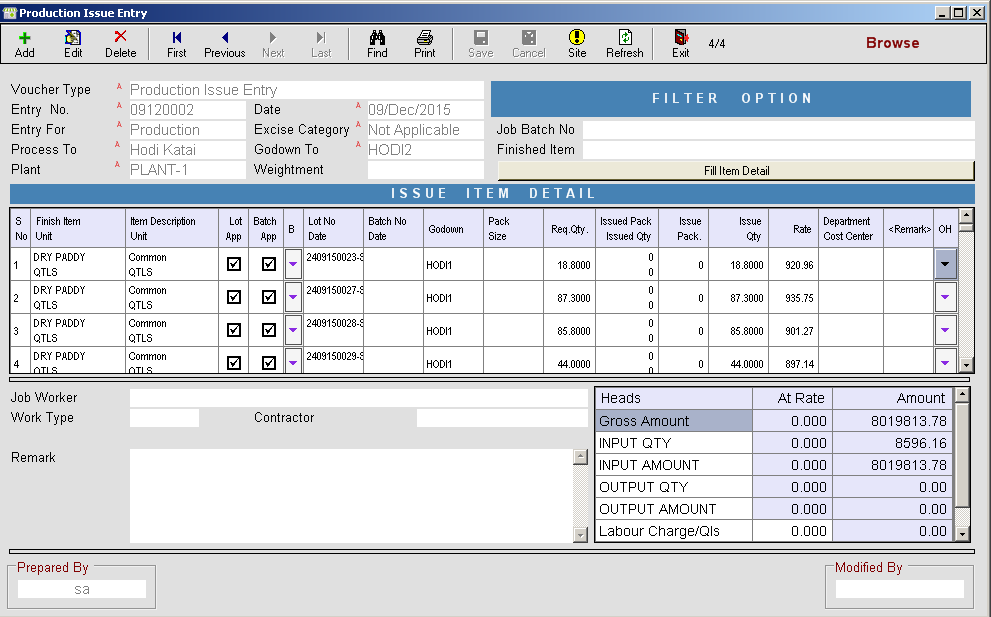 Production Issue Entry
Add Edit Delete First Previous Next Last Find Print Save Cancel Site Refresh Exit 4/4 Browse
Voucher Type A Production Issue Entry
FILTER OPTION
Entry No. A 09120002 Date A 09/Dec/2015
Entry For A Production Excise Category A Not Applicable Job Batch No
Process To A Hodi Katai Godown To A HODI2 Finished Item
Plant A PLANT-1 Weightment Fill Item Detail
ISSUE ITEM DETAIL
S Finish Item Item Description Lot Batch B Lot No Batch No Godown Pack Req.Qty. Issued Pack Issue Issue Rate Department <Remark> OH
No Unit Unit App App Date Date Size Issued Qty Pack. Qty Cost Center
1 DRY PADDY Common 2409150023-S HODI1 18.8000 0 0 18.8000 920.96
QTLS QTLS 0
2 DRY PADDY Common 2409150027-S HODI1 87.3000 0 0 87.3000 935.75
QTLS QTLS 0
3 DRY PADDY Common 2409150028-S HODI1 85.8000 0 0 85.8000 901.27
QTLS QTLS 0
4 DRY PADDY Common 2409150029-S HODI1 44.0000 0 0 44.0000 897.14
QTLS QTLS 0
Job Worker
Work Type Contractor
Remark
Heads At Rate Amount
Gross Amount 0.000 8019813.78
INPUT QTY 0.000 8596.16
INPUT AMOUNT 0.000 8019813.78
OUTPUT QTY 0.000 0.00
OUTPUT AMOUNT 0.000 0.00
Labour Charge/Qls 0.000 0.00
Prepared By
sa
Modified By